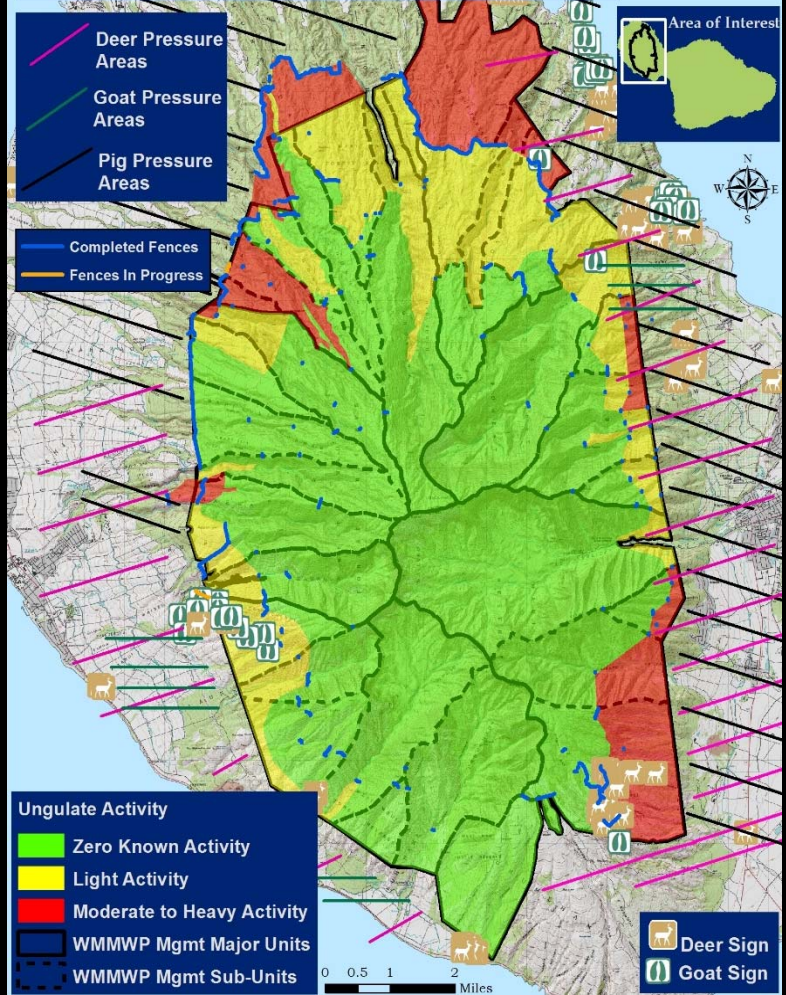 Deer Pressure
Areas
Goat Pressure
Areas
Pig Pressure
Areas
Completed Fences
Fences In Progress
Area of Interest
N
W
E
S
Ungulate Activity
Zero Known Activity
Light Activity
Moderate to Heavy Activity
WMMWP Mgmt Major Units
WMMWP Mgmt Sub-Units
0 0.5 1 2
Miles
Deer Sign
Goat Sign